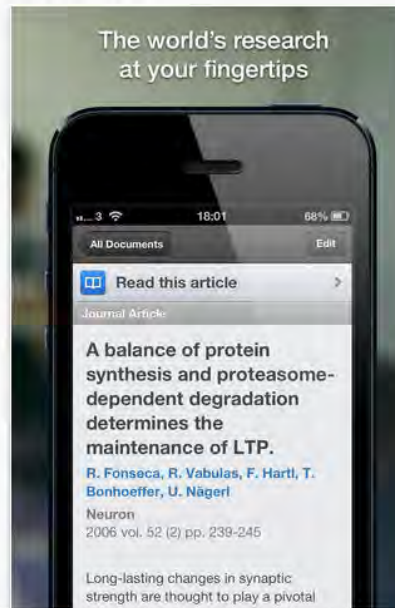 The world's research
at your fingertips
3
18:01
68%
All Documents
Edit
Read this article
Journal Article
A balance of protein
synthesis and proteasome-
dependent degradation
determines the
maintenance of LTP.
R. Fonseca, R. Vabulas, F. Hartl, T.
Bonhoeffer, U. Nägerl
Neuron
2006 vol. 52 (2) pp. 239-245
Long-lasting changes in synaptic
strength are thought to play a pivotal